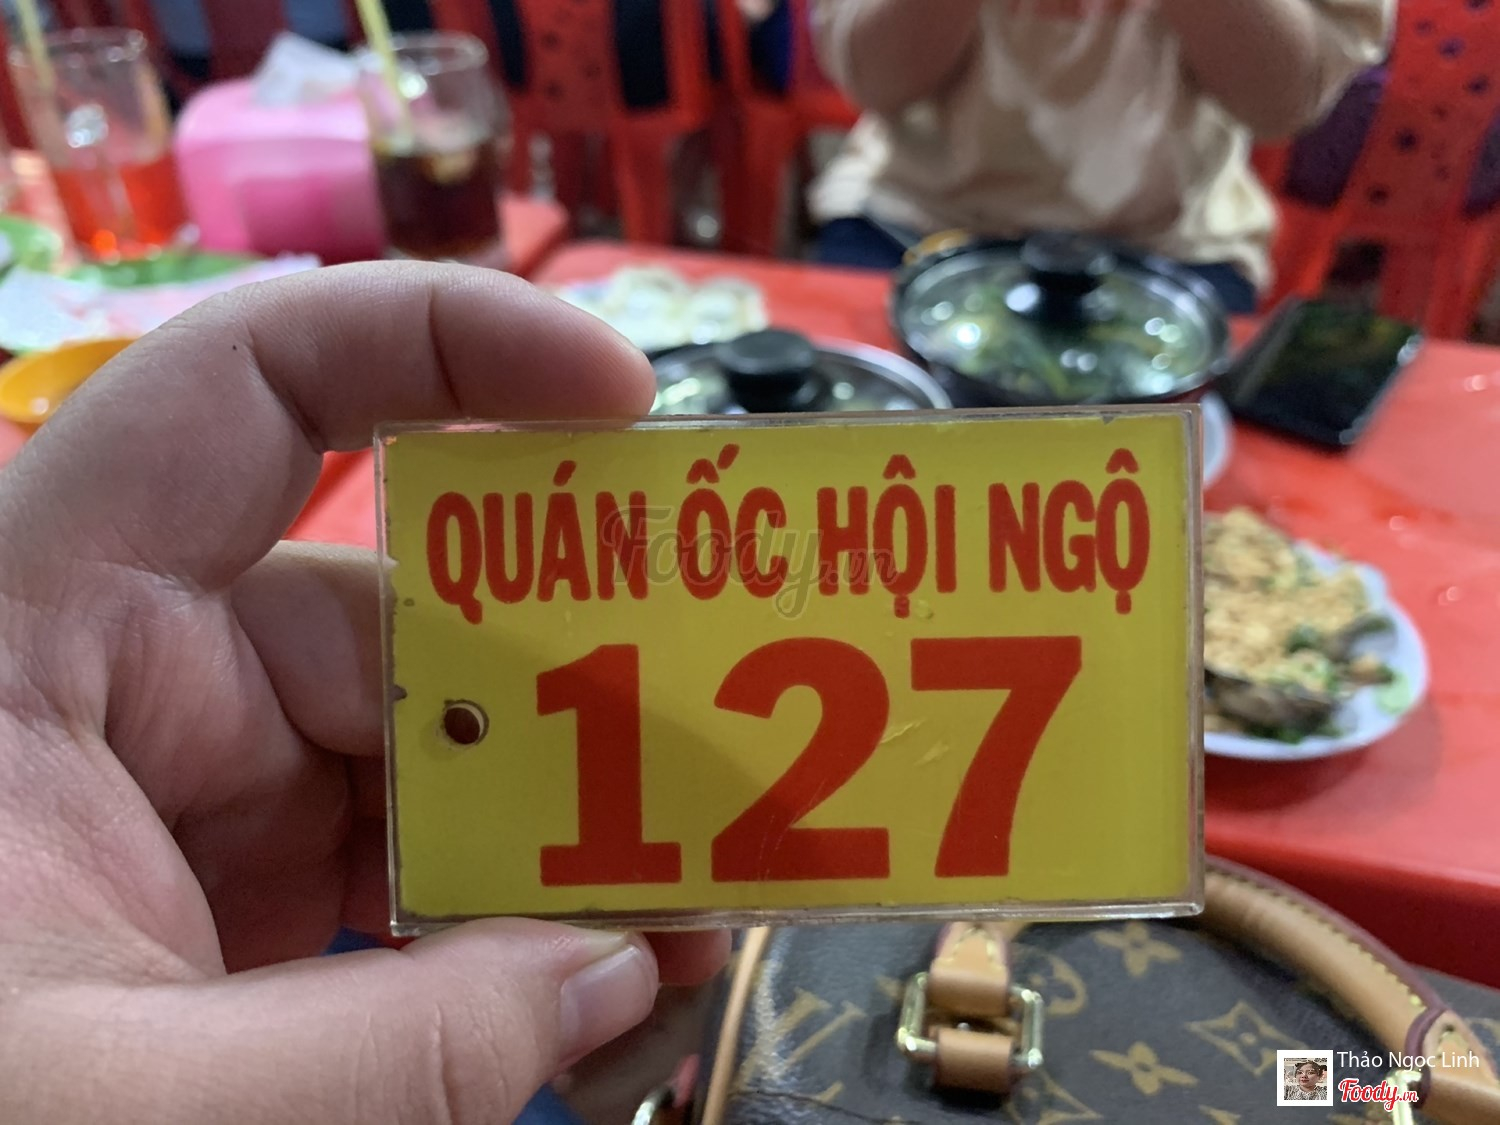 QUÁN ỐC HỘI NGỘ
Foody.vn
127
Thảo Ngọc Linh
Foody.vn